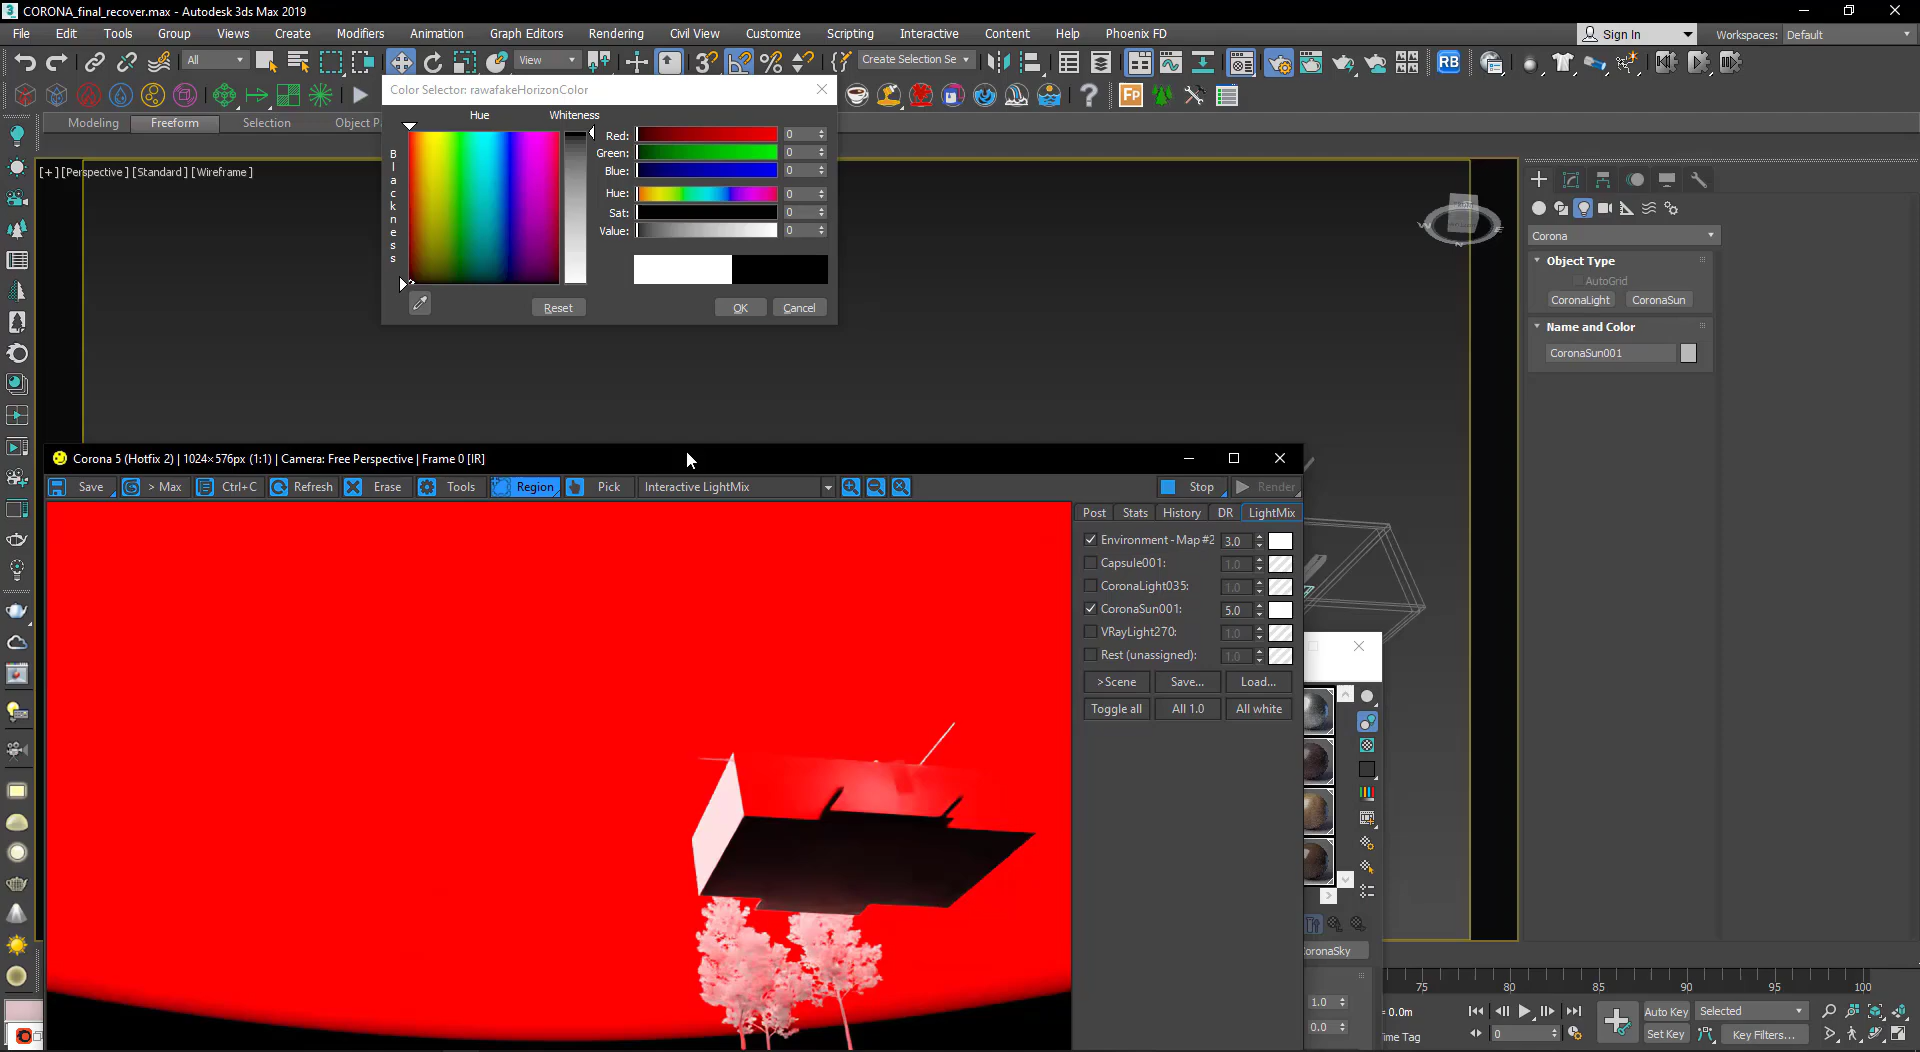 CORONA_final_recover.max - Autodesk 3ds Max 2019
File Edit Tools Group Views Create Modifiers Animation Graph Editors Rendering Civil View Customize Scripting Interactive Content Help Phoenix FD
Sign In
Workspaces: Default
All
View
Create Selection Se
RB
Fp
Modeling Freeform Selection Object P
Color Selector: rawafakeHorizonColor
Hue
Whiteness
Blackness
Red: 0
Green: 0
Blue: 0
Hue: 0
Sat: 0
Value: 0
Reset
OK
Cancel
[+] [Perspective ] [Standard ] [Wireframe ]
Corona
Object Type
AutoGrid
CoronaLight CoronaSun
Name and Color
CoronaSun001
Corona 5 (Hotfix 2) | 1024×576px (1:1) | Camera: Free Perspective | Frame 0 [IR]
Save > Max Ctrl+C Refresh Erase Tools Region Pick Interactive LightMix Stop Render
Post Stats History DR LightMix
Environment - Map #2 3.0
Capsule001: 1.0
CoronaLight035: 1.0
CoronaSun001: 5.0
VRayLight270: 1.0
Rest (unassigned): 1.0
>Scene Save... Load...
Toggle all All 1.0 All white
oronaSky
1.0
0.0
75 80 85 90 95 100
= 0.0m
ime Tag
0
Auto Key Selected
Set Key Key Filters...